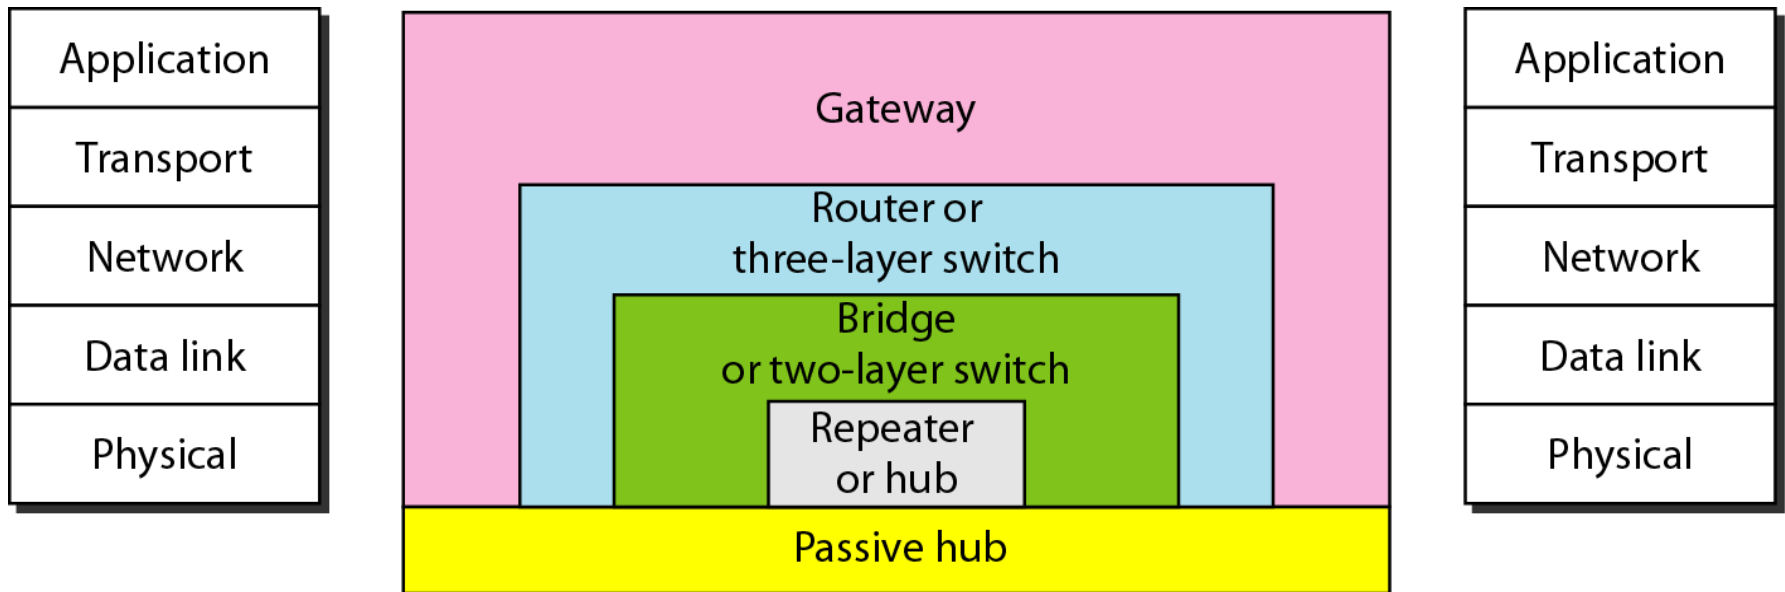 Application
Transport
Network
Data link
Physical
Gateway
Router or
three-layer switch
Bridge
or two-layer switch
Repeater
or hub
Passive hub
Application
Transport
Network
Data link
Physical